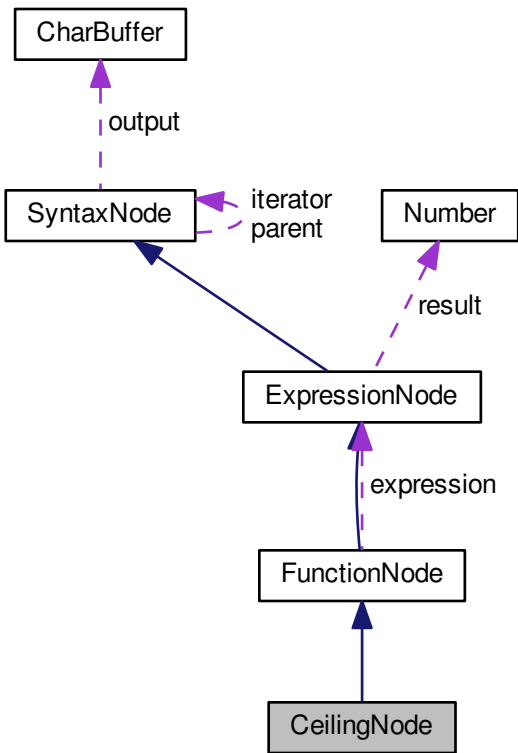 CharBuffer
output
SyntaxNode
iterator
parent
Number
result
ExpressionNode
expression
FunctionNode
CeilingNode